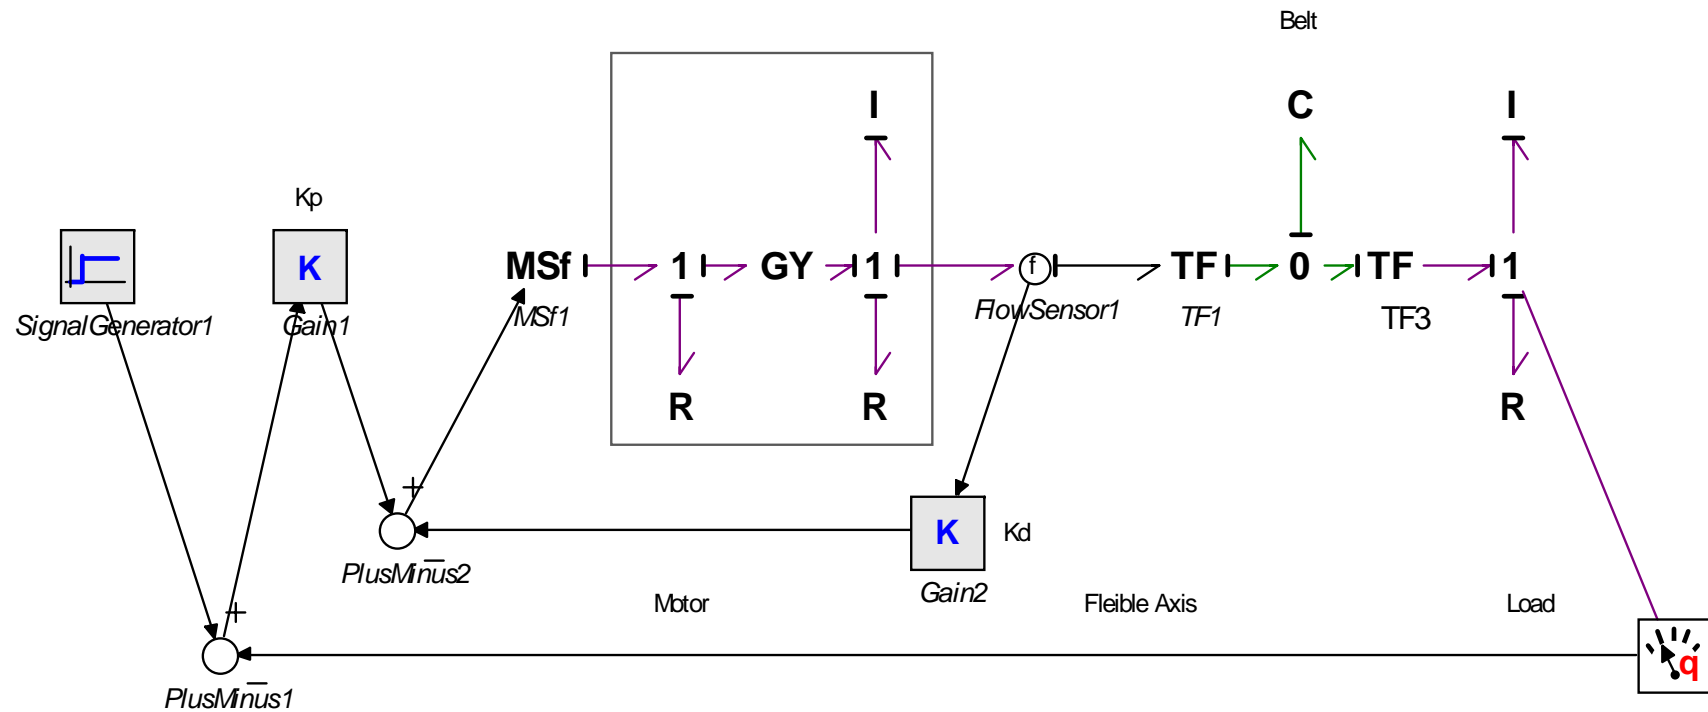 Belt
C
I
I
Kp
K
MSf
1
GY
1
f
TF
0
TF
1
SignalGenerator1
Gain1
MSf1
FlowSensor1
TF1
TF3
R
R
R
+
K
Kd
PlusMinus2
Gain2
Motor
Fleible Axis
Load
+
q
PlusMinus1